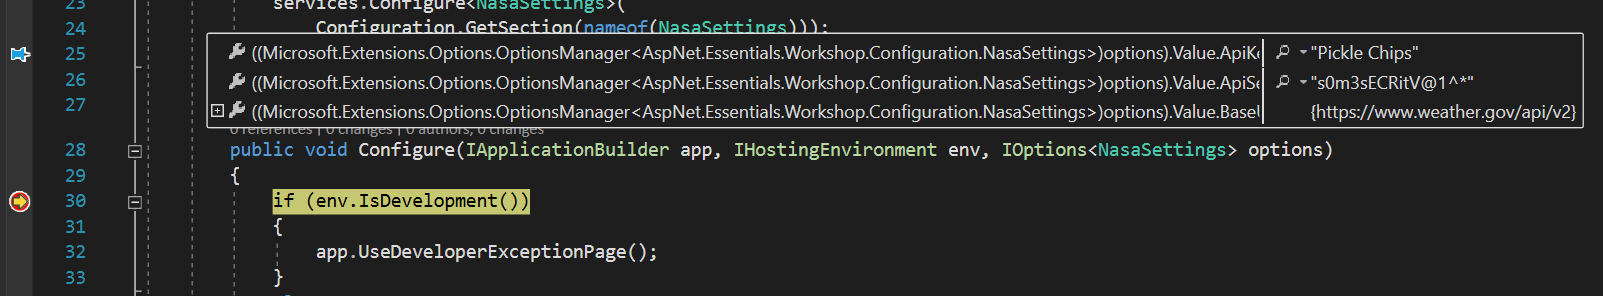 23 services.Configure<NasaSettings>(
24 Configuration.GetSection(nameof(NasaSettings)));
25 ((Microsoft.Extensions.Options.OptionsManager<AspNet.Essentials.Workshop.Configuration.NasaSettings>)options).Value.ApiKe "Pickle Chips"
26 ((Microsoft.Extensions.Options.OptionsManager<AspNet.Essentials.Workshop.Configuration.NasaSettings>)options).Value.ApiSe "s0m3sECRitV@1^*"
27 ((Microsoft.Extensions.Options.OptionsManager<AspNet.Essentials.Workshop.Configuration.NasaSettings>)options).Value.BaseU {https://www.weather.gov/api/v2}
0 references | 0 changes | 0 authors, 0 changes
28 public void Configure(IApplicationBuilder app, IHostingEnvironment env, IOptions<NasaSettings> options)
29 {
30 if (env.IsDevelopment())
31 {
32 app.UseDeveloperExceptionPage();
33 }